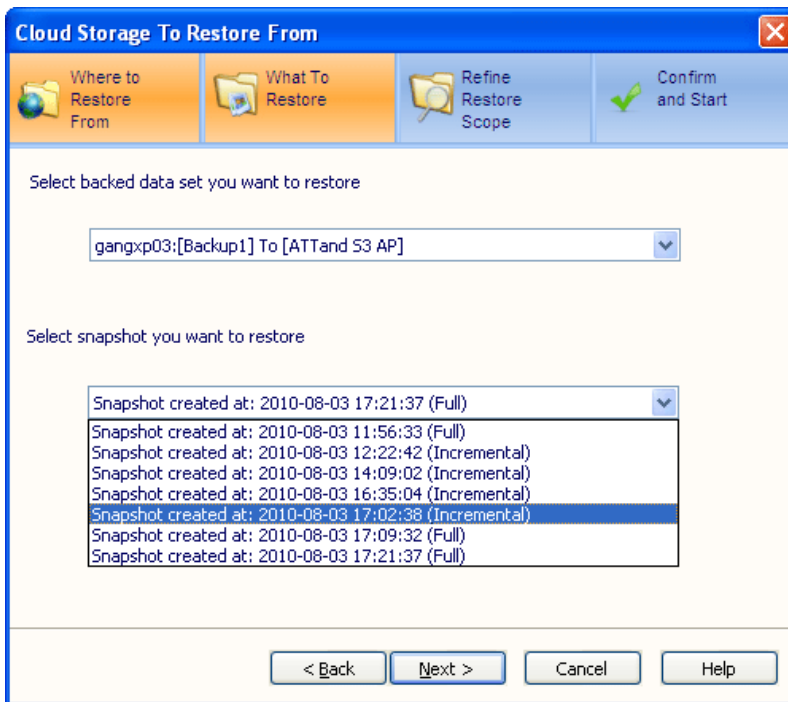 Cloud Storage To Restore From
Where to
Restore
From
What To
Restore
Refine
Restore
Scope
Confirm
and Start
Select backed data set you want to restore
gangxp03:[Backup1] To [ATTand S3 AP]
Select snapshot you want to restore
Snapshot created at: 2010-08-03 17:21:37 (Full)
Snapshot created at: 2010-08-03 11:56:33 (Full)
Snapshot created at: 2010-08-03 12:22:42 (Incremental)
Snapshot created at: 2010-08-03 14:09:02 (Incremental)
Snapshot created at: 2010-08-03 16:35:04 (Incremental)
Snapshot created at: 2010-08-03 17:02:38 (Incremental)
Snapshot created at: 2010-08-03 17:09:32 (Full)
Snapshot created at: 2010-08-03 17:21:37 (Full)
< Back
Next >
Cancel
Help